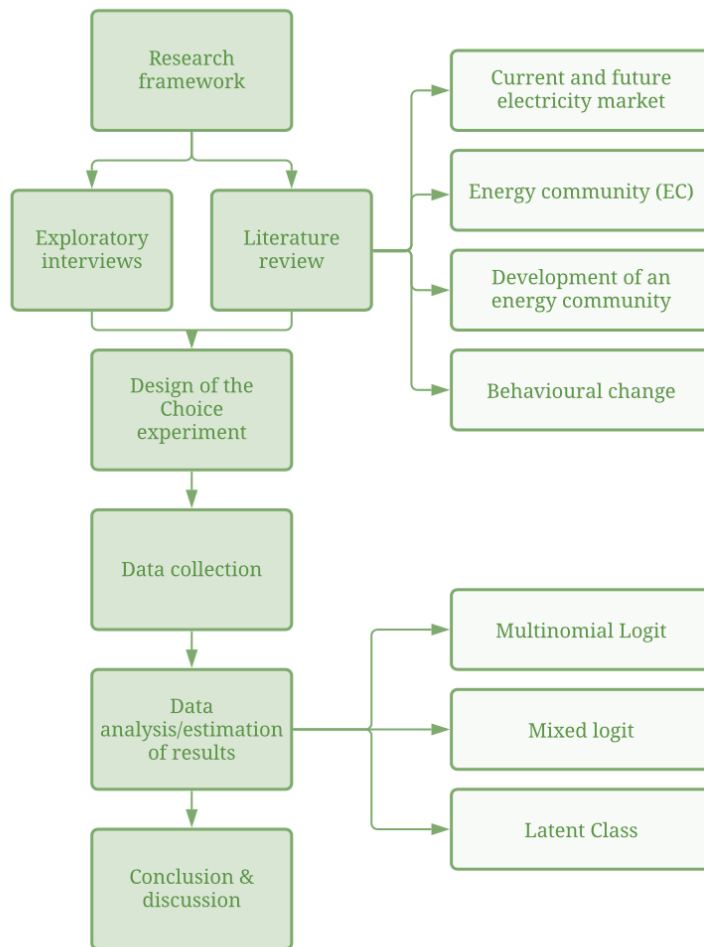 Research
framework
Current and future
electricity market
Energy community (EC)
Exploratory
interviews
Literature
review
Development of an
energy community
Behavioural change
Design of the
Choice
experiment
Data collection
Multinomial Logit
Data
analysis/estimation
of results
Mixed logit
Latent Class
Conclusion &
discussion